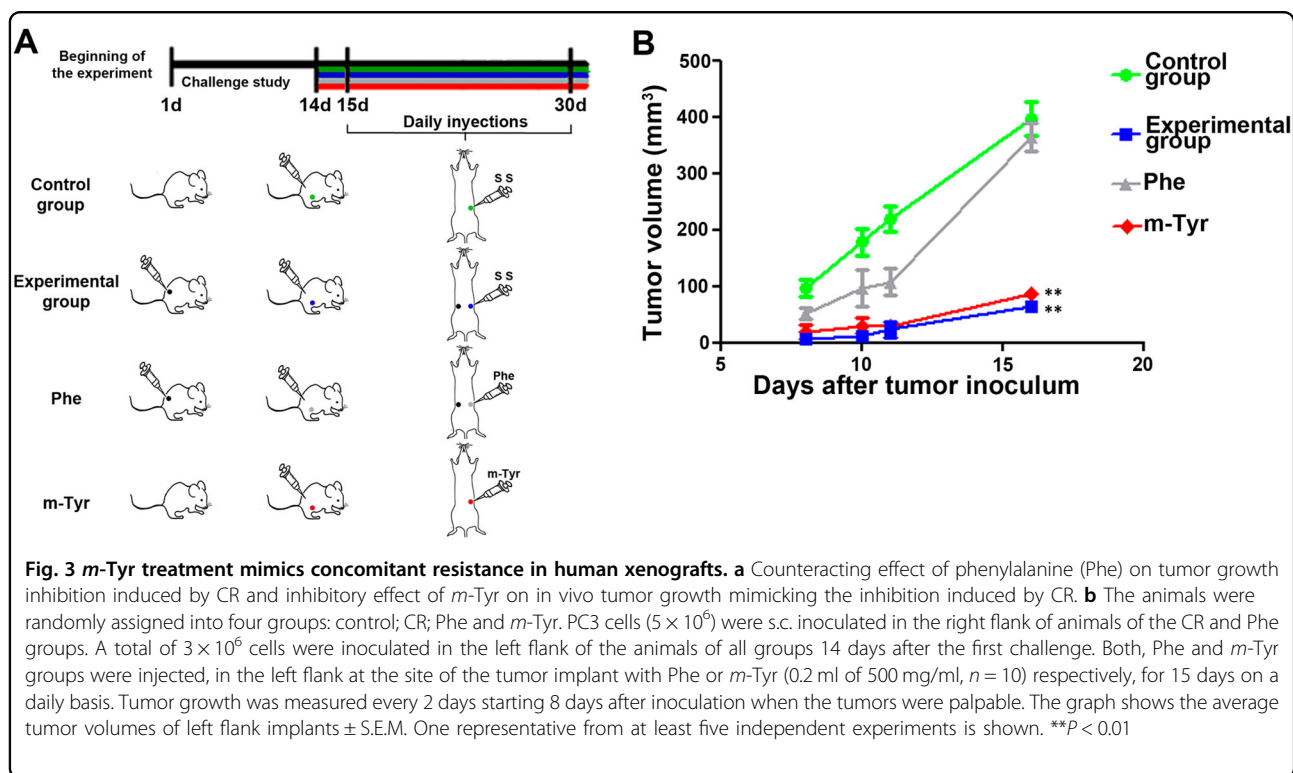 A
Beginning of
the experiment
Challenge study
1d 14d 15d 30d
Daily inyections
Control
group
S S
Experimental
group
S S
Phe
Phe
m-Tyr
m-Tyr
B
Tumor volume (mm³)
500
400
300
200
100
0
5 10 15 20
Days after tumor inoculum
**
**
Control
group
Experimental
group
Phe
m-Tyr
Fig. 3 m-Tyr treatment mimics concomitant resistance in human xenografts. a Counteracting effect of phenylalanine (Phe) on tumor growth
inhibition induced by CR and inhibitory effect of m-Tyr on in vivo tumor growth mimicking the inhibition induced by CR. b The animals were
randomly assigned into four groups: control; CR; Phe and m-Tyr. PC3 cells (5 × 10⁶) were s.c. inoculated in the right flank of animals of the CR and Phe
groups. A total of 3 × 10⁶ cells were inoculated in the left flank of the animals of all groups 14 days after the first challenge. Both, Phe and m-Tyr
groups were injected, in the left flank at the site of the tumor implant with Phe or m-Tyr (0.2 ml of 500 mg/ml, n = 10) respectively, for 15 days on a
daily basis. Tumor growth was measured every 2 days starting 8 days after inoculation when the tumors were palpable. The graph shows the average
tumor volumes of left flank implants ± S.E.M. One representative from at least five independent experiments is shown. **P < 0.01